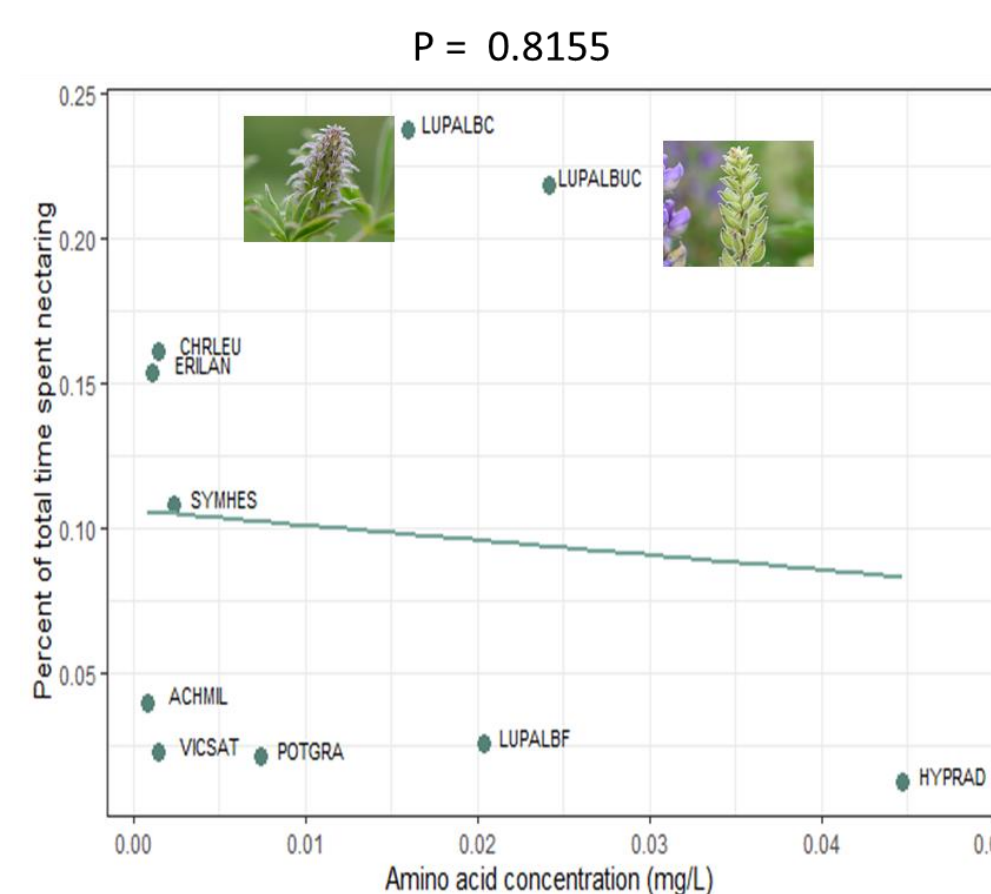 P = 0.8155
Percent of total time spent nectaring
0.25
0.20
0.15
0.10
0.05
LUPALBC
LUPALBUC
CHRLEU
ERILAN
SYMHES
ACHMIL
VICSAT
POTGRA
LUPALBF
HYPRAD
0.00
0.01
0.02
0.03
0.04
Amino acid concentration (mg/L)